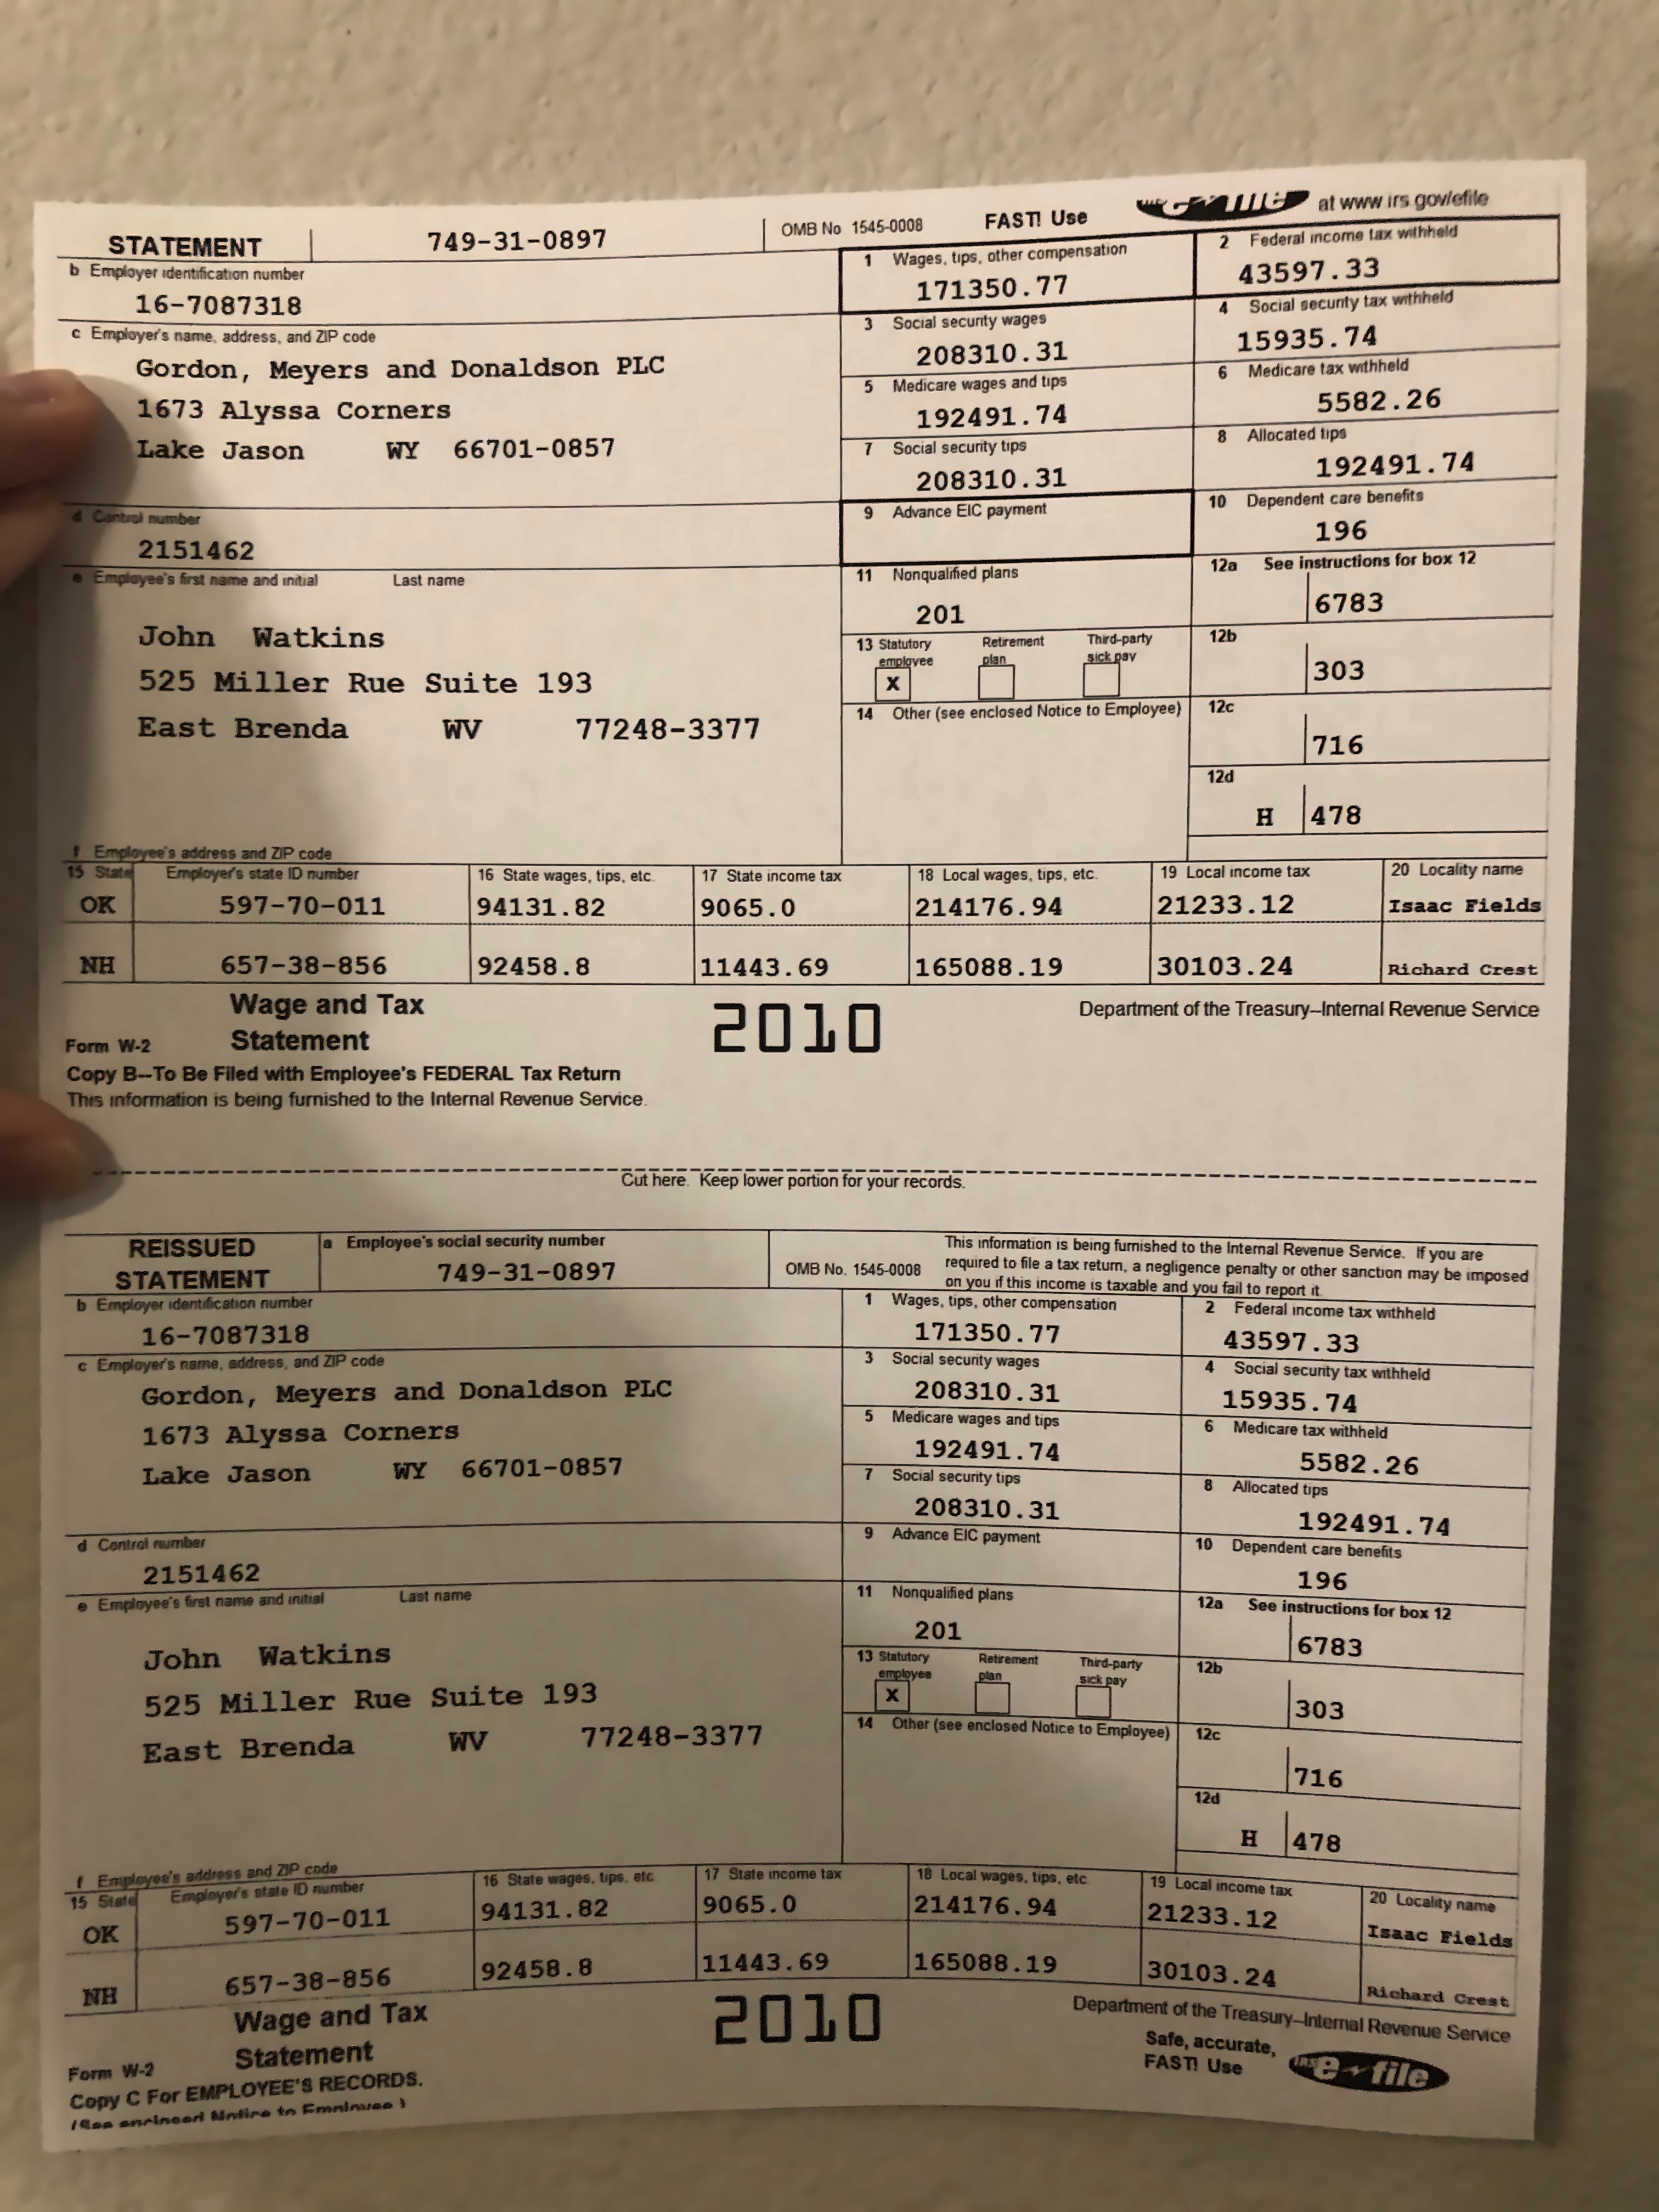 STATEMENT 749-31-0897 OMB No 1545-0008 FAST! Use at www irs gov/efile
b Employer identification number 1 Wages, tips, other compensation 2 Federal income tax withheld
16-7087318 171350.77 43597.33
c Employer's name, address, and ZIP code 3 Social security wages 4 Social security tax withheld
Gordon, Meyers and Donaldson PLC 208310.31 15935.74
1673 Alyssa Corners 5 Medicare wages and tips 6 Medicare tax withheld
192491.74 5582.26
Lake Jason WY 66701-0857 7 Social security tips 8 Allocated tips
208310.31 192491.74
d Control number 9 Advance EIC payment 10 Dependent care benefits
2151462 196
e Employee's first name and initial Last name 11 Nonqualified plans 12a See instructions for box 12
201 6783
John Watkins 13 Statutory employee Retirement plan Third-party sick pay 12b
525 Miller Rue Suite 193 X 303
East Brenda WV 77248-3377 14 Other (see enclosed Notice to Employee) 12c
716
12d
H 478
f Employee's address and ZIP code
15 State Employer's state ID number 16 State wages, tips, etc. 17 State income tax 18 Local wages, tips, etc. 19 Local income tax 20 Locality name
OK 597-70-011 94131.82 9065.0 214176.94 21233.12 Isaac Fields
NH 657-38-856 92458.8 11443.69 165088.19 30103.24 Richard Crest
Wage and Tax 2010 Department of the Treasury–Internal Revenue Service
Form W-2 Statement
Copy B--To Be Filed with Employee's FEDERAL Tax Return
This information is being furnished to the Internal Revenue Service.
Cut here. Keep lower portion for your records.
REISSUED a Employee's social security number This information is being furnished to the Internal Revenue Service. If you are
STATEMENT 749-31-0897 OMB No. 1545-0008 required to file a tax return, a negligence penalty or other sanction may be imposed
on you if this income is taxable and you fail to report it
b Employer identification number 1 Wages, tips, other compensation 2 Federal income tax withheld
16-7087318 171350.77 43597.33
c Employer's name, address, and ZIP code 3 Social security wages 4 Social security tax withheld
Gordon, Meyers and Donaldson PLC 208310.31 15935.74
1673 Alyssa Corners 5 Medicare wages and tips 6 Medicare tax withheld
192491.74 5582.26
Lake Jason WY 66701-0857 7 Social security tips 8 Allocated tips
208310.31 192491.74
d Control number 9 Advance EIC payment 10 Dependent care benefits
2151462 196
e Employee's first name and initial Last name 11 Nonqualified plans 12a See instructions for box 12
201 6783
John Watkins 13 Statutory employee Retirement plan Third-party sick pay 12b
525 Miller Rue Suite 193 X 303
East Brenda WV 77248-3377 14 Other (see enclosed Notice to Employee) 12c
716
12d
H 478
f Employee's address and ZIP code
15 State Employer's state ID number 16 State wages, tips, etc 17 State income tax 18 Local wages, tips, etc. 19 Local income tax 20 Locality name
OK 597-70-011 94131.82 9065.0 214176.94 21233.12 Isaac Fields
NH 657-38-856 92458.8 11443.69 165088.19 30103.24 Richard Crest
Wage and Tax 2010 Department of the Treasury–Internal Revenue Service
Form W-2 Statement Safe, accurate,
FAST! Use IRS e-file
Copy C For EMPLOYEE'S RECORDS.
(See enclosed Notice to Employee.)